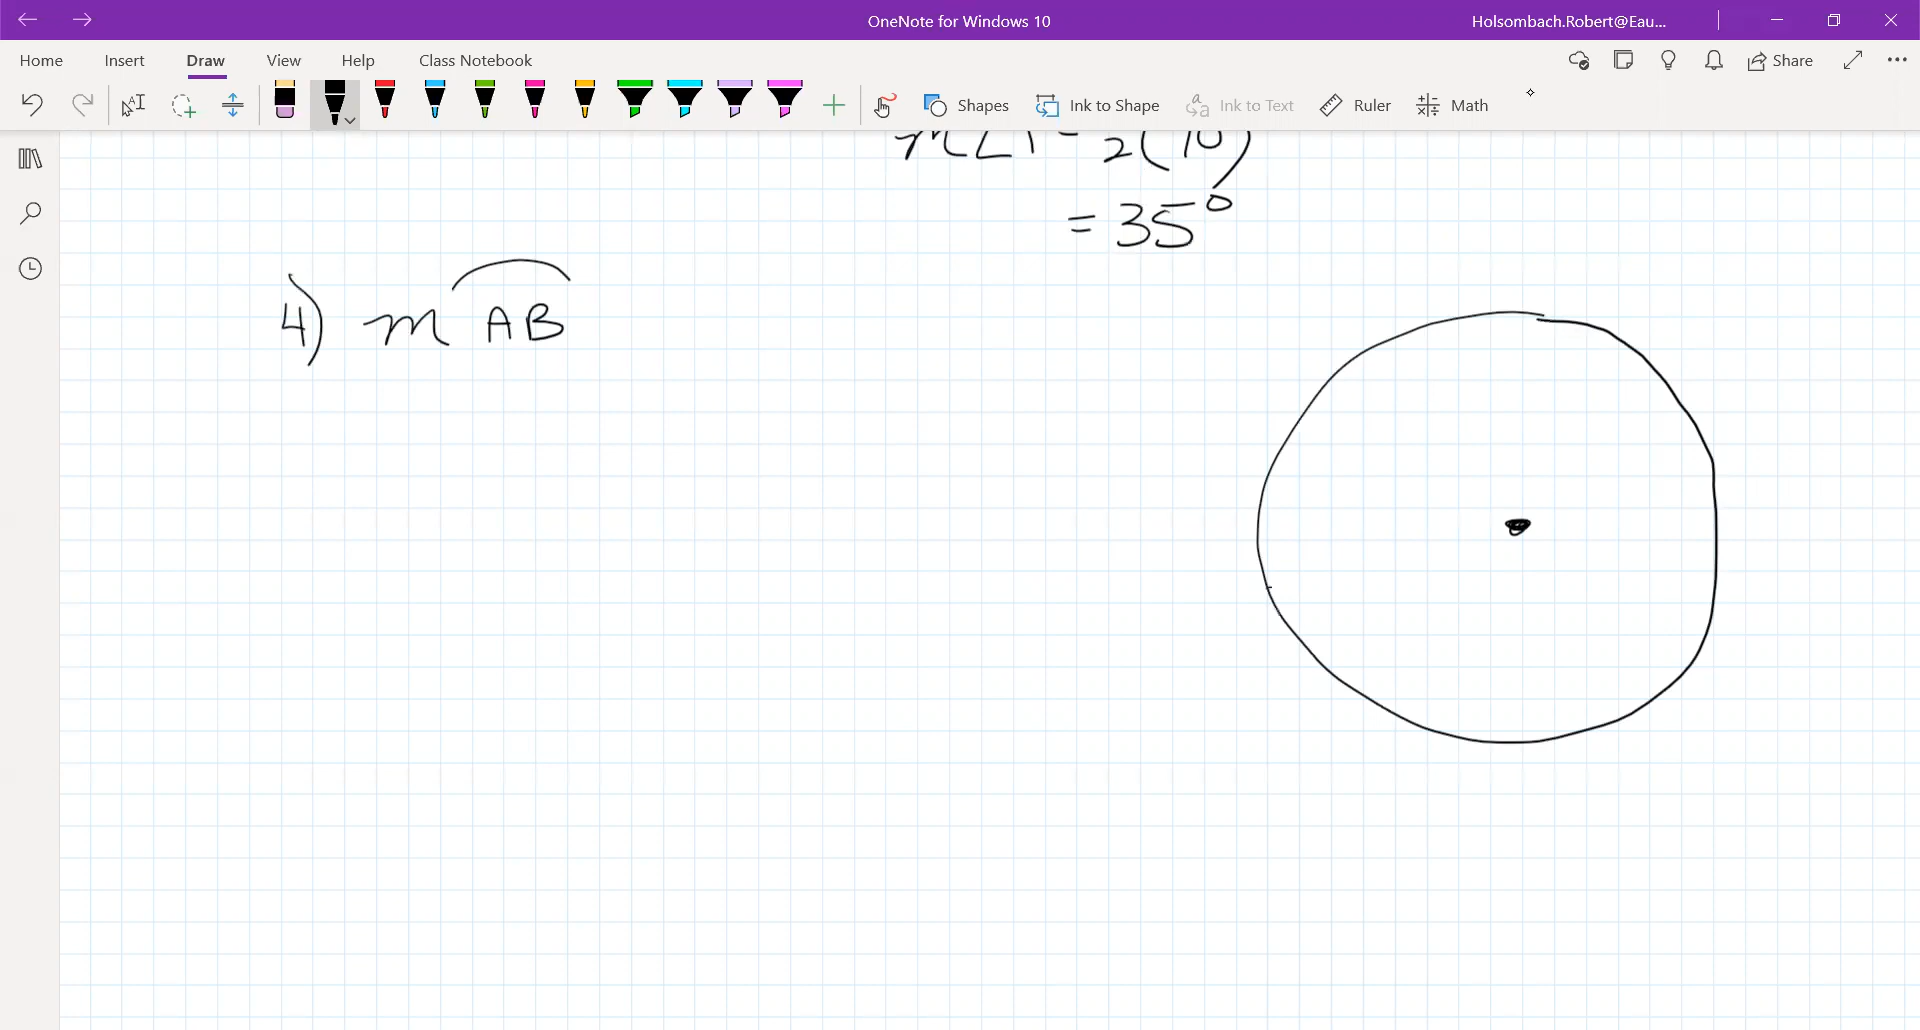 OneNote for Windows 10
Holsombach.Robert@Eau...
Home Insert Draw View Help Class Notebook
Share
Shapes Ink to Shape Ink to Text Ruler Math
= 35°
4) m AB